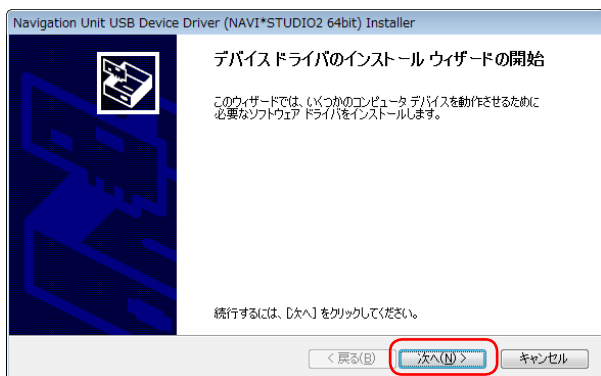 Navigation Unit USB Device Driver (NAVI*STUDIO2 64bit) Installer
デバイス ドライバのインストール ウィザードの開始
このウィザードでは、いくつかのコンピュータ デバイスを動作させるために
必要なソフトウェア ドライバをインストールします。
続行するには、[次へ] をクリックしてください。
< 戻る(B) 次へ(N) > キャンセル